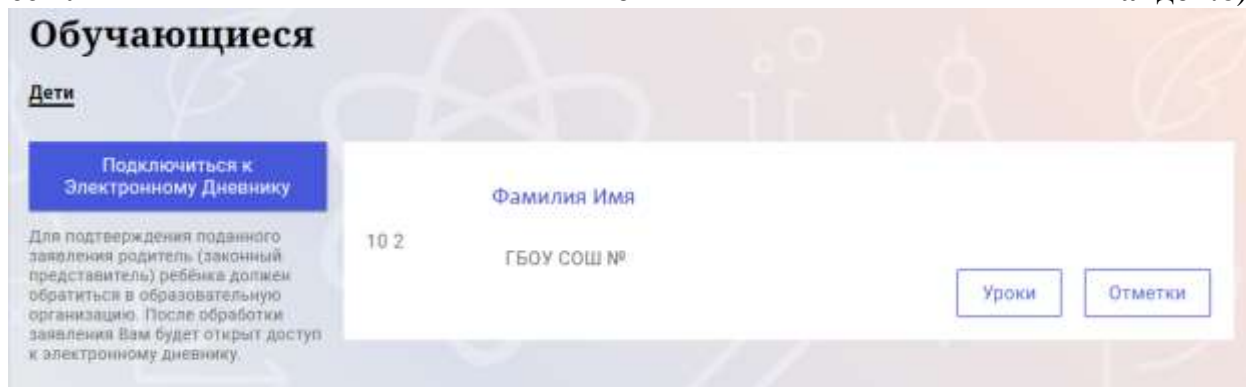 Обучающиеся
Дети
Подключиться к
Электронному Дневнику
Для подтверждения поданного
заявления родитель (законный
представитель) ребёнка должен
обратиться в образовательную
организацию. После обработки
заявления Вам будет открыт доступ
к электронному дневнику.
10 2
Фамилия Имя
ГБОУ СОШ №
Уроки
Отметки